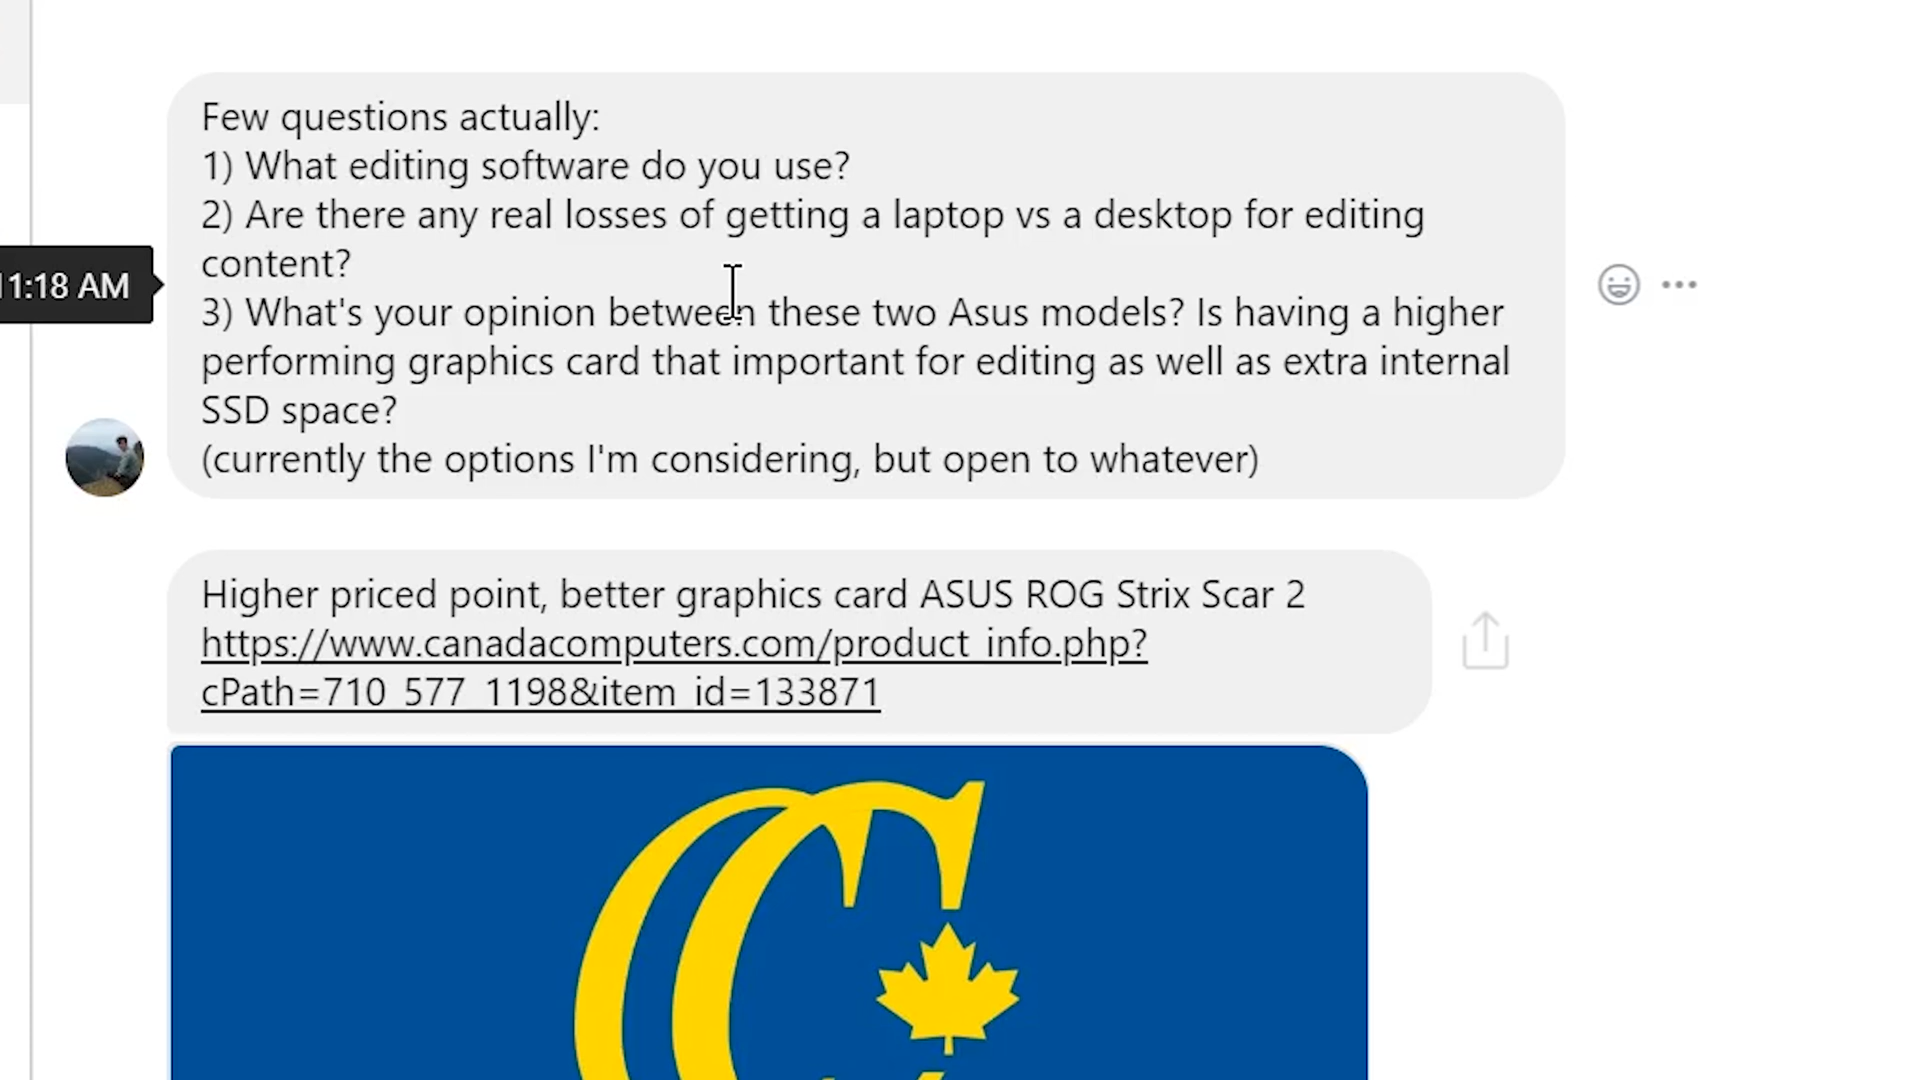 Few questions actually:
1) What editing software do you use?
2) Are there any real losses of getting a laptop vs a desktop for editing
content?
11:18 AM
3) What's your opinion between these two Asus models? Is having a higher
performing graphics card that important for editing as well as extra internal
SSD space?
(currently the options I'm considering, but open to whatever)
Higher priced point, better graphics card ASUS ROG Strix Scar 2
https://www.canadacomputers.com/product_info.php?
cPath=710_577_1198&item_id=133871